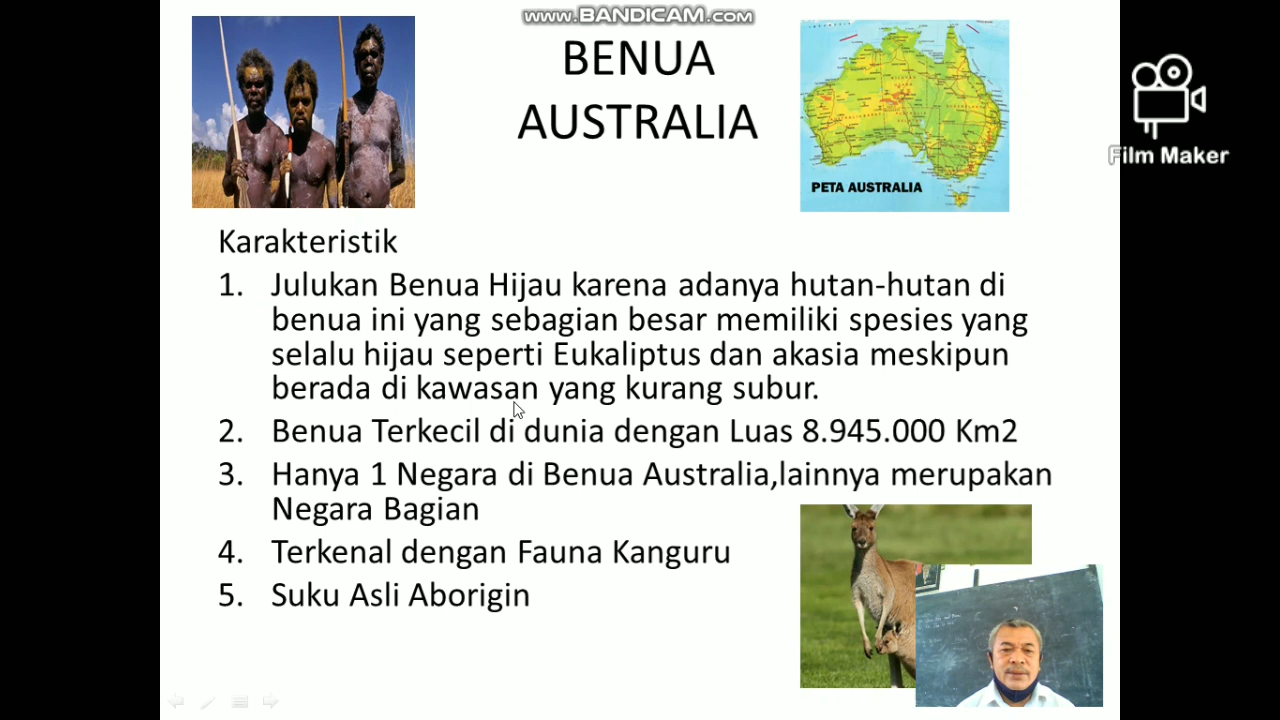 WWW.BANDICAM.COM
BENUA
AUSTRALIA
PETA AUSTRALIA
Film Maker
Karakteristik
1. Julukan Benua Hijau karena adanya hutan-hutan di
benua ini yang sebagian besar memiliki spesies yang
selalu hijau seperti Eukaliptus dan akasia meskipun
berada di kawasan yang kurang subur.
2. Benua Terkecil di dunia dengan Luas 8.945.000 Km2
3. Hanya 1 Negara di Benua Australia,lainnya merupakan
Negara Bagian
4. Terkenal dengan Fauna Kanguru
5. Suku Asli Aborigin